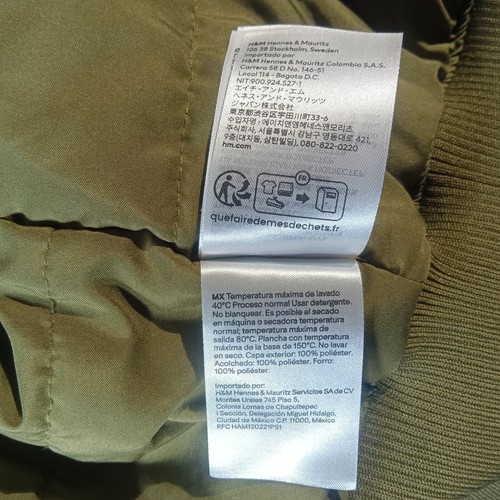 H&M Hennes & Mauritz
106 38 Stockholm, Sweden
Importado por
H&M Hennes & Mauritz Colombia S.A.S.
Carrera 58 D No. 146-51
Local 114 - Bogota D.C.
NIT:900.924.527-1
エイチ・アンド・エム
ヘネス・アンド・マウリッツ
ジャパン株式会社
東京都渋谷区宇田川町33-6
수입자명 : 에이치앤엠헤네스앤모리츠
주식회사, 서울특별시 강남구 영동대로 421,
9층(대치동, 삼탄빌딩), 080-822-0220
hm.com
FR
quefairedemesdechets.fr
MX Temperatura máxima de lavado
40°C Proceso normal Usar detergente.
No blanquear. Es posible el secado
en máquina o secadora temperatura
normal; temperatura máxima de
salida 80°C. Plancha con temperatura
máxima de la base de 150°C. No lavar
en seco. Capa exterior: 100% poliéster.
Acolchado: 100% poliéster. Forro:
100% poliéster.
Importado por:
H&M Hennes & Mauritz Servicios SA de CV
Montes Urales 745 Piso 5,
Colonia Lomas de Chapultepec
I Sección, Delegación Miguel Hidalgo.
Ciudad de México C.P. 11000, México
RFC HAM120221PS1